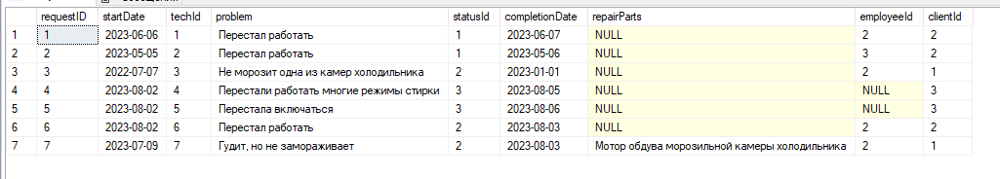 requestID startDate techId problem statusId completionDate repairParts employeeId clientId
1 1 2023-06-06 1 Перестал работать 1 2023-06-07 NULL 2 2
2 2 2023-05-05 2 Перестал работать 1 2023-05-06 NULL 3 2
3 3 2022-07-07 3 Не морозит одна из камер холодильника 2 2023-01-01 NULL 2 1
4 4 2023-08-02 4 Перестали работать многие режимы стирки 3 2023-08-05 NULL NULL 3
5 5 2023-08-02 5 Перестала включаться 3 2023-08-06 NULL NULL 3
6 6 2023-08-02 6 Перестал работать 2 2023-08-03 NULL 2 2
7 7 2023-07-09 7 Гудит, но не замораживает 2 2023-08-03 Мотор обдува морозильной камеры холодильника 2 1